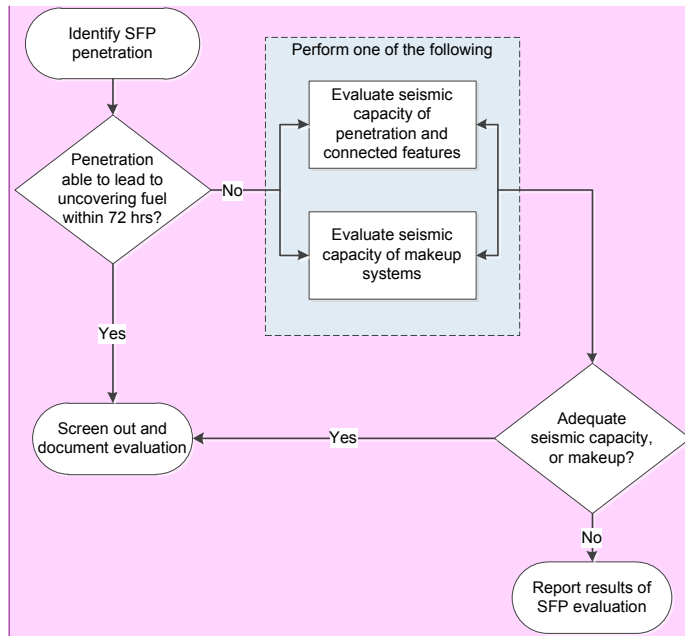 Identify SFP
penetration
Perform one of the following
Evaluate seismic
capacity of
penetration and
connected features
Penetration
able to lead to
uncovering fuel
within 72 hrs?
No
Evaluate seismic
capacity of makeup
systems
Yes
Screen out and
document evaluation
Yes
Adequate
seismic capacity,
or makeup?
No
Report results of
SFP evaluation